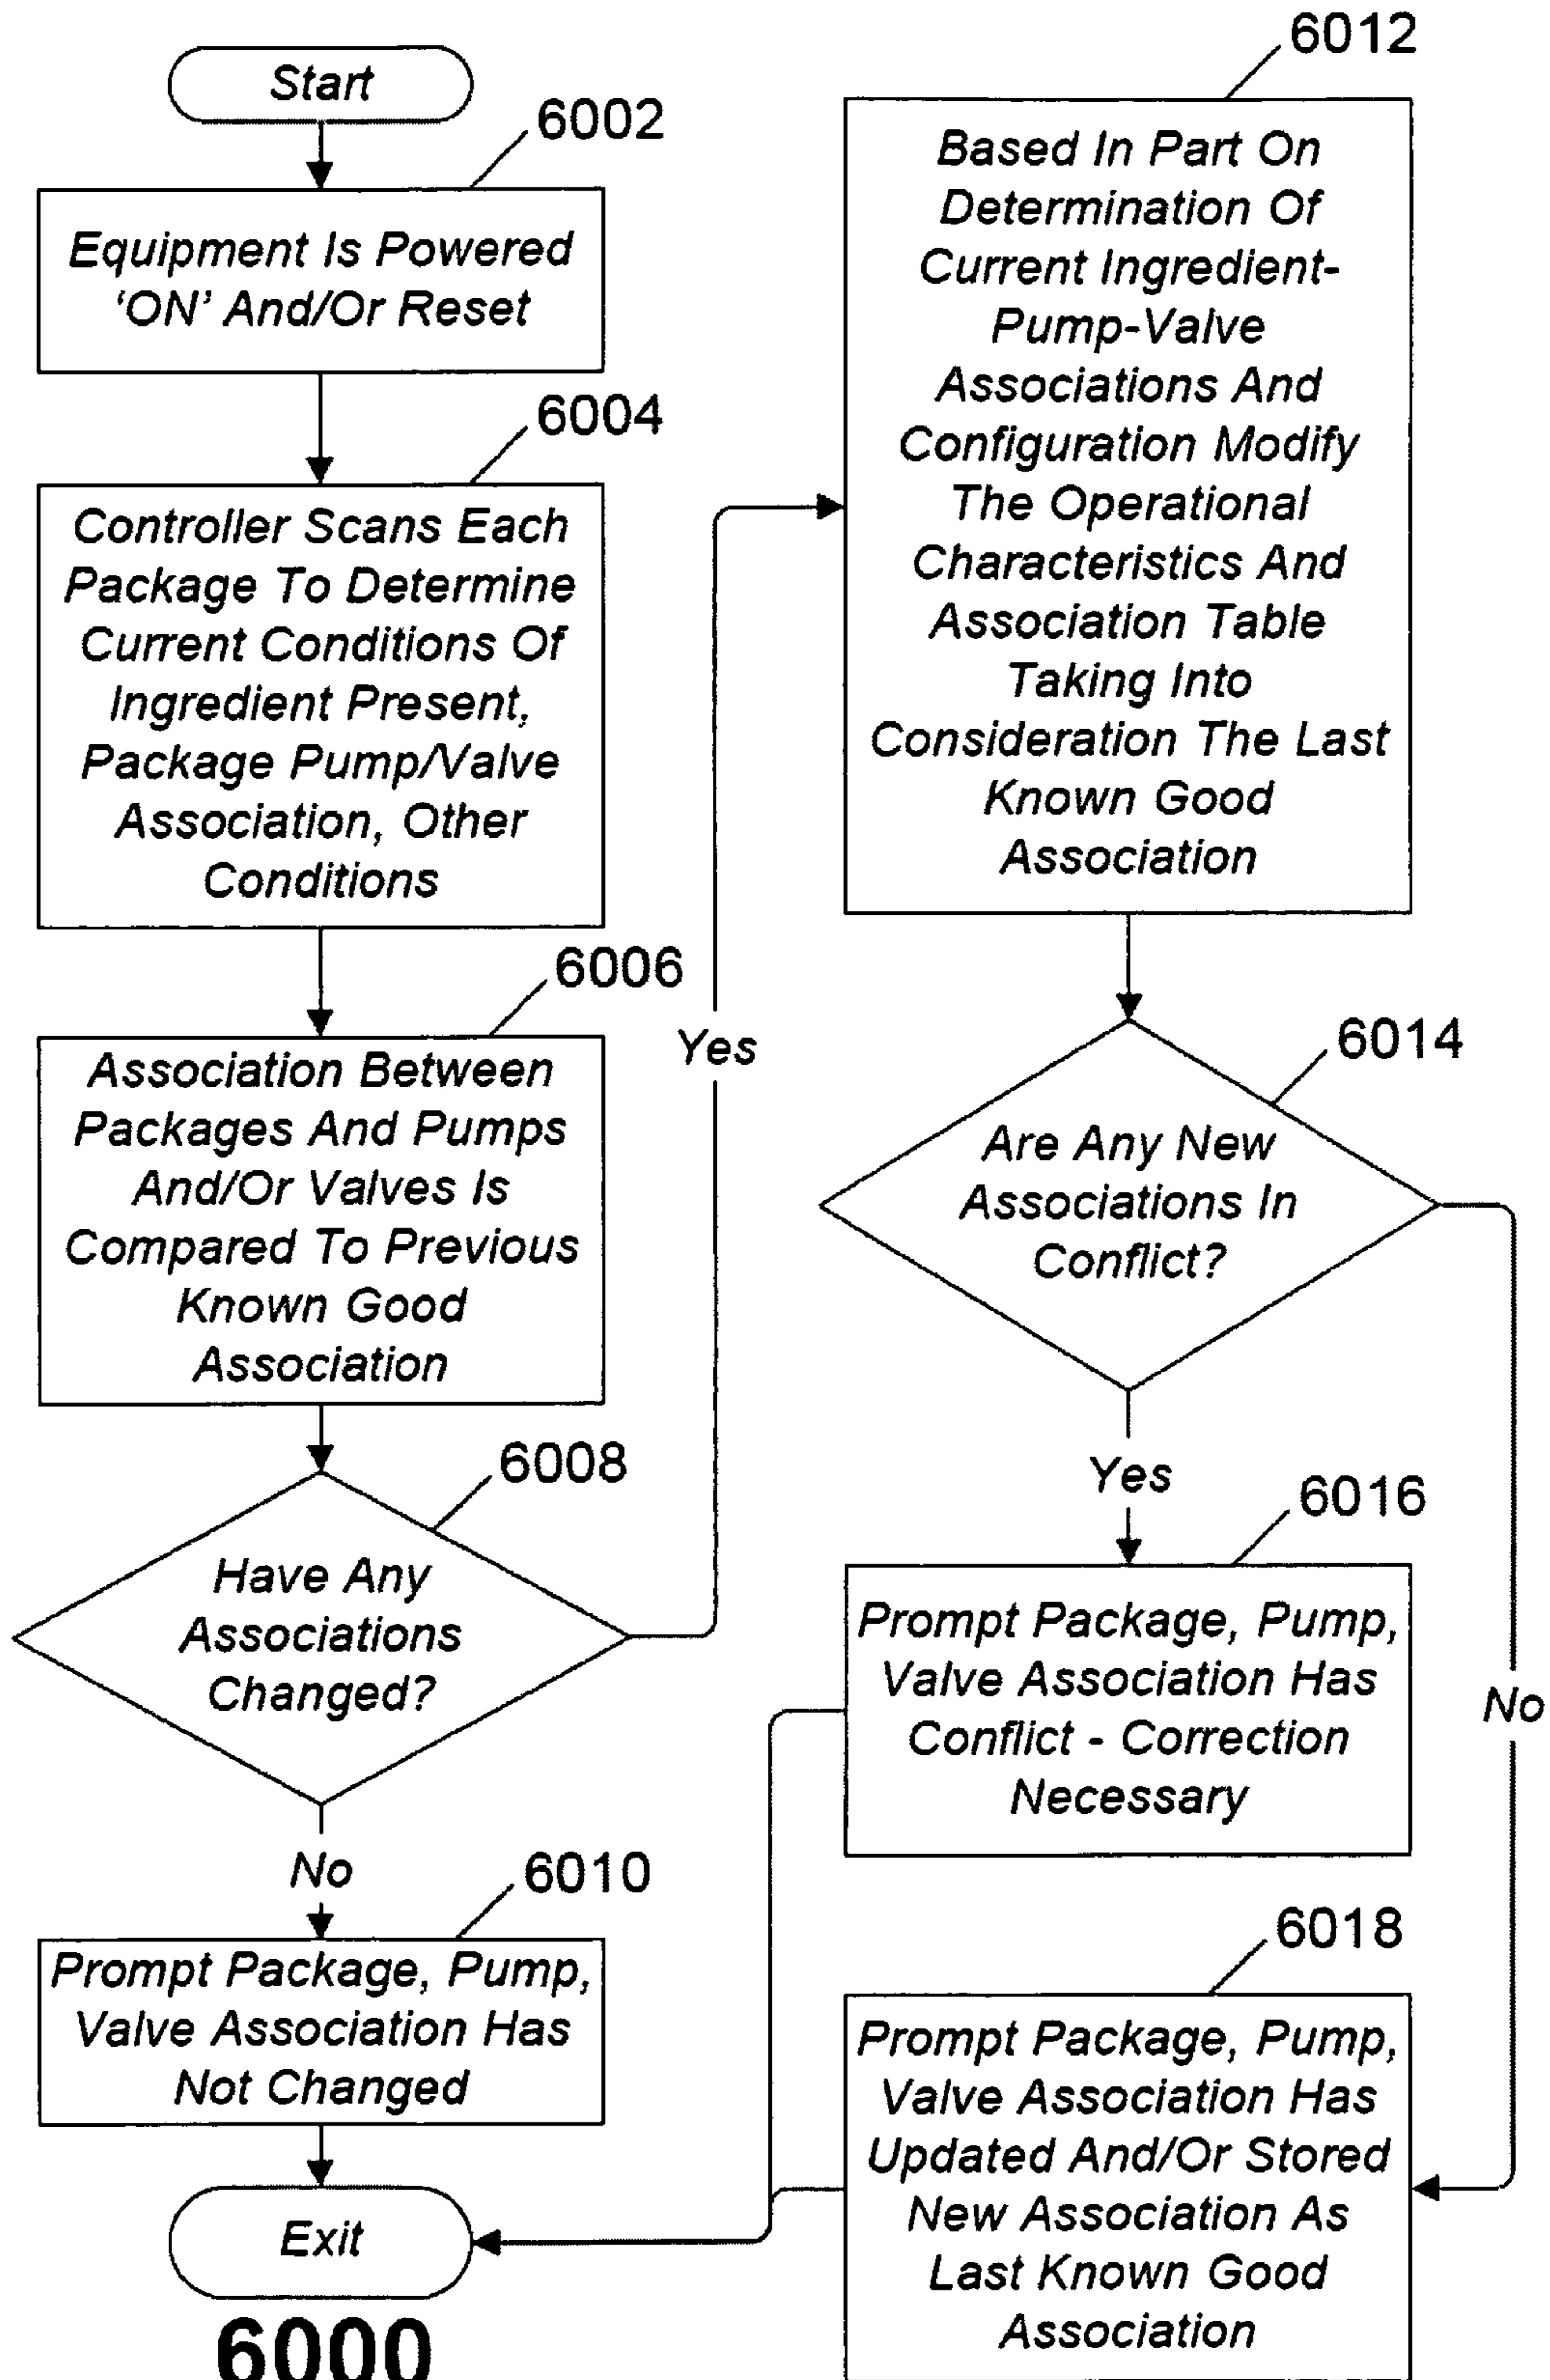 Start
6002
Equipment Is Powered
‘ON’ And/Or Reset
6004
Controller Scans Each
Package To Determine
Current Conditions Of
Ingredient Present,
Package Pump/Valve
Association, Other
Conditions
6006
Association Between
Packages And Pumps
And/Or Valves Is
Compared To Previous
Known Good
Association
6008
Have Any
Associations
Changed?
Yes
No
6010
Prompt Package, Pump,
Valve Association Has
Not Changed
Exit
6000
6012
Based In Part On
Determination Of
Current Ingredient-
Pump-Valve
Associations And
Configuration Modify
The Operational
Characteristics And
Association Table
Taking Into
Consideration The Last
Known Good
Association
6014
Are Any New
Associations In
Conflict?
Yes
No
6016
Prompt Package, Pump,
Valve Association Has
Conflict - Correction
Necessary
6018
Prompt Package, Pump,
Valve Association Has
Updated And/Or Stored
New Association As
Last Known Good
Association